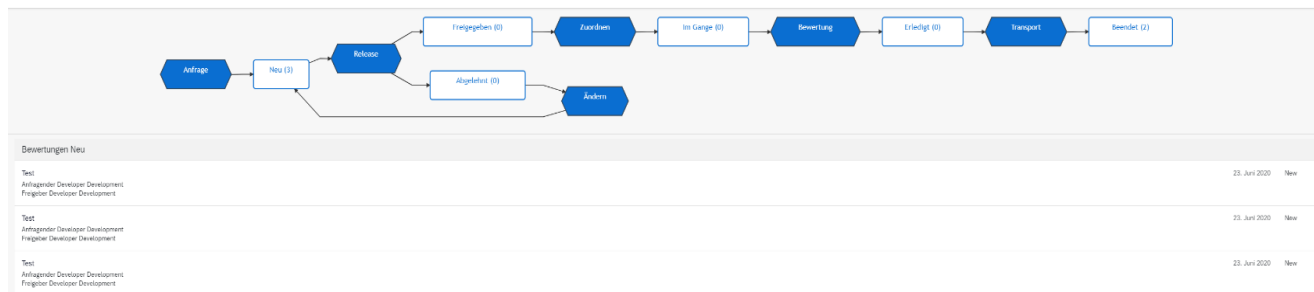 Anfrage
Neu (3)
Release
Freigegeben (0)
Abgelehnt (0)
Zuordnen
Ändern
Im Gange (0)
Bewertung
Erledigt (0)
Transport
Beendet (2)
Bewertungen Neu
Test 23. Juni 2020 New
Anfragender Developer Development
Freigeber Developer Development
Test 23. Juni 2020 New
Anfragender Developer Development
Freigeber Developer Development
Test 23. Juni 2020 New
Anfragender Developer Development
Freigeber Developer Development